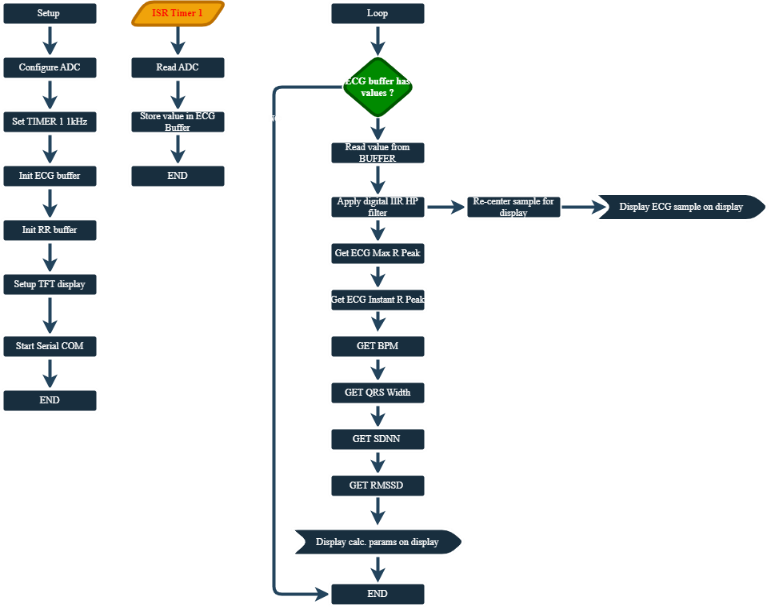 Setup
Configure ADC
Set TIMER 1 1kHz
Init ECG buffer
Init RR buffer
Setup TFT display
Start Serial COM
END
ISR Timer 1
Read ADC
Store value in ECG
Buffer
END
Loop
ECG buffer has
values ?
Read value from
BUFFER
Apply digital IIR HP
filter
Re-center sample for
display
Display ECG sample on display
Get ECG Max R Peak
Get ECG Instant R Peak
GET BPM
GET QRS Width
GET SDNN
GET RMSSD
Display calc. params on display
END